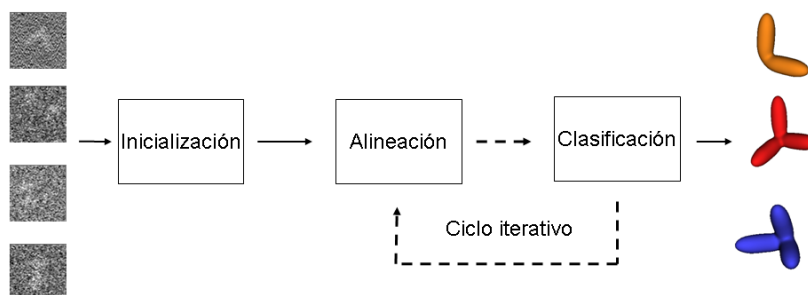 Inicialización
Alineación
Clasificación
Ciclo iterativo